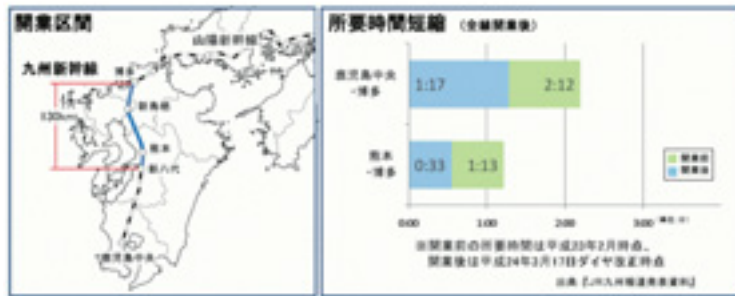 開業区間
山陽新幹線
九州新幹線
博多
新鳥栖
130km
熊本
新八代
鹿児島中央
所要時間短縮 (全線開業後)
鹿児島中央
-博多
1:17
2:12
熊本
-博多
0:33
1:13
開業前
開業後
0:00
1:00
2:00
3:00
※開業前の所要時間は平成23年2月時点。
開業後は平成24年3月17日ダイヤ改正時点
出典『JR九州報道発表資料』